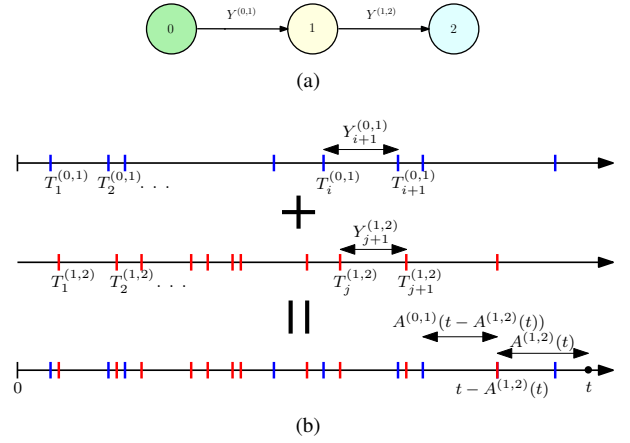 Y^{(0,1)} Y^{(1,2)}
0 1 2
(a)
Y_{i+1}^{(0,1)}
T_1^{(0,1)} T_2^{(0,1)} . . . T_i^{(0,1)} T_{i+1}^{(0,1)}
+
Y_{j+1}^{(1,2)}
T_1^{(1,2)} T_2^{(1,2)} . . . T_j^{(1,2)} T_{j+1}^{(1,2)}
A^{(0,1)}(t − A^{(1,2)}(t))
A^{(1,2)}(t)
0 t − A^{(1,2)}(t) t
(b)